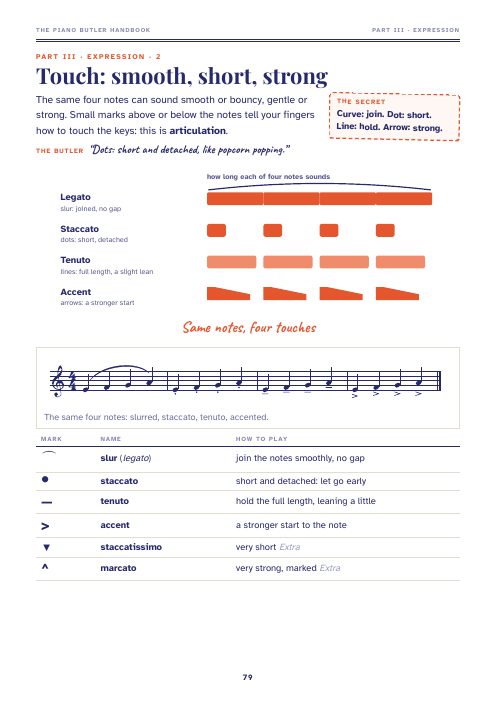 THE PIANO BUTLER HANDBOOK
PART III · EXPRESSION
PART III · EXPRESSION · 2
Touch: smooth, short, strong
The same four notes can sound smooth or bouncy, gentle or
strong. Small marks above or below the notes tell your fingers
how to touch the keys: this is articulation.
THE SECRET
Curve: join. Dot: short.
Line: hold. Arrow: strong.
THE BUTLER "Dots: short and detached, like popcorn popping."
how long each of four notes sounds
Legato
slur: joined, no gap
Staccato
dots: short, detached
Tenuto
lines: full length, a slight lean
Accent
arrows: a stronger start
Same notes, four touches
The same four notes: slurred, staccato, tenuto, accented.
MARK NAME HOW TO PLAY
slur (legato) join the notes smoothly, no gap
staccato short and detached: let go early
tenuto hold the full length, leaning a little
accent a stronger start to the note
staccatissimo very short Extra
marcato very strong, marked Extra
79